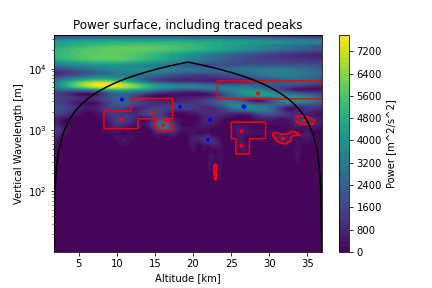 Power surface, including traced peaks
Vertical Wavelength [m]
10^4
10^3
10^2
5 10 15 20 25 30 35
Altitude [km]
7200
6400
5600
4800
4000
3200
2400
1600
800
0
Power [m^2/s^2]